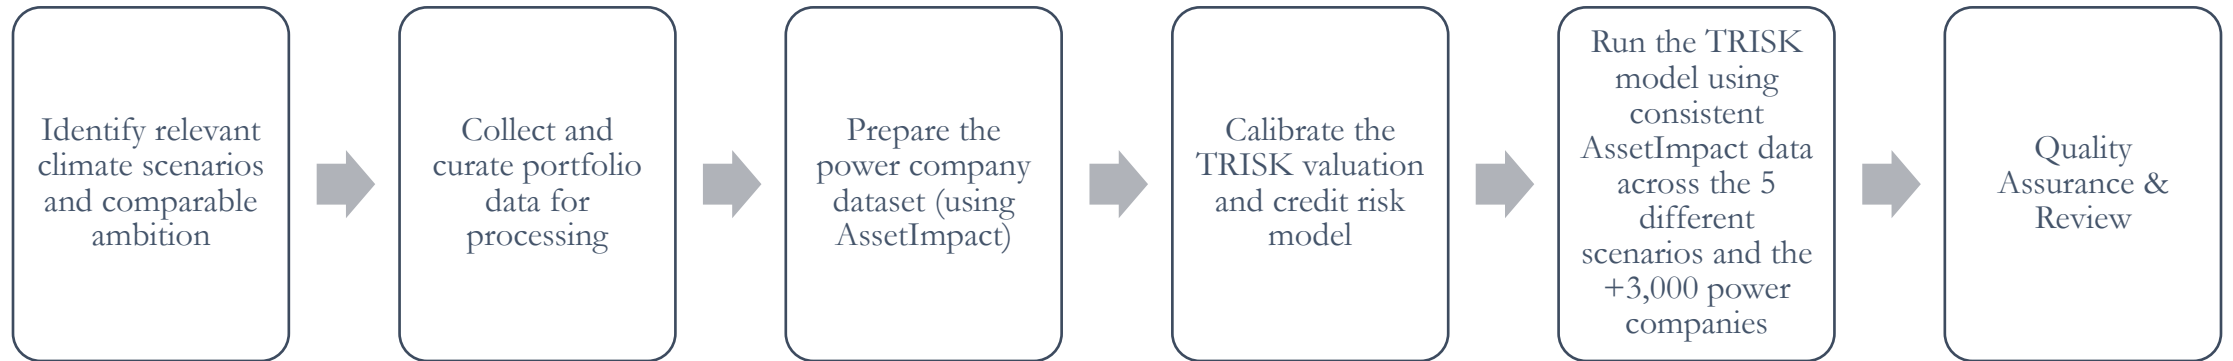 Identify relevant
climate scenarios
and comparable
ambition
Collect and
curate portfolio
data for
processing
Prepare the
power company
dataset (using
AssetImpact)
Calibrate the
TRISK valuation
and credit risk
model
Run the TRISK
model using
consistent
AssetImpact data
across the 5
different
scenarios and the
+3,000 power
companies
Quality
Assurance &
Review